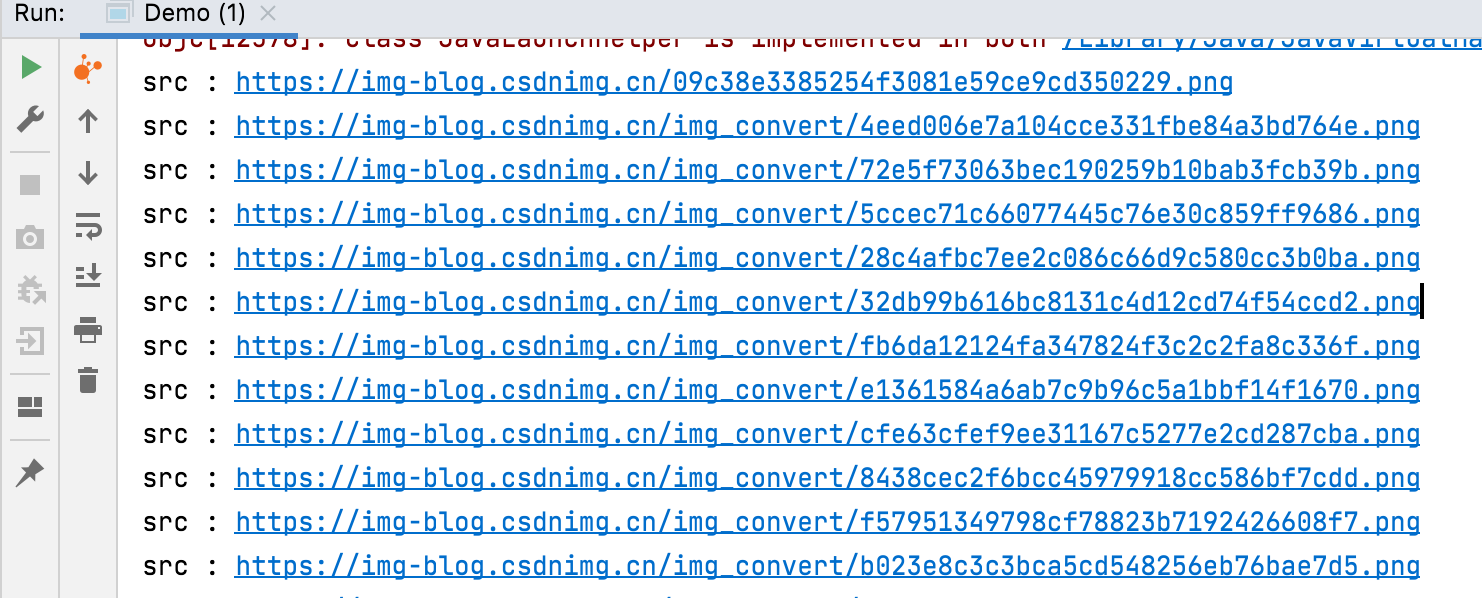 Run: Demo (1)
objc[12578]: Class JavaLaunchHelper is implemented in both
src : https://img-blog.csdnimg.cn/09c38e3385254f3081e59ce9cd350229.png
src : https://img-blog.csdnimg.cn/img_convert/4eed006e7a104cce331fbe84a3bd764e.png
src : https://img-blog.csdnimg.cn/img_convert/72e5f73063bec190259b10bab3fcb39b.png
src : https://img-blog.csdnimg.cn/img_convert/5ccec71c66077445c76e30c859ff9686.png
src : https://img-blog.csdnimg.cn/img_convert/28c4afbc7ee2c086c66d9c580cc3b0ba.png
src : https://img-blog.csdnimg.cn/img_convert/32db99b616bc8131c4d12cd74f54ccd2.png
src : https://img-blog.csdnimg.cn/img_convert/fb6da12124fa347824f3c2c2fa8c336f.png
src : https://img-blog.csdnimg.cn/img_convert/e1361584a6ab7c9b96c5a1bbf14f1670.png
src : https://img-blog.csdnimg.cn/img_convert/cfe63cfef9ee31167c5277e2cd287cba.png
src : https://img-blog.csdnimg.cn/img_convert/8438cec2f6bcc45979918cc586bf7cdd.png
src : https://img-blog.csdnimg.cn/img_convert/f57951349798cf78823b7192426608f7.png
src : https://img-blog.csdnimg.cn/img_convert/b023e8c3c3bca5cd548256eb76bae7d5.png